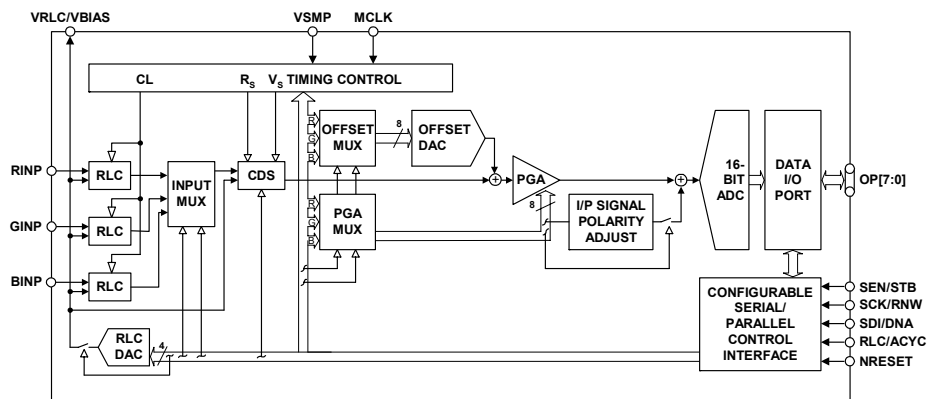 VRLC/VBIAS
VSMP
MCLK
CL
R_S
V_S TIMING CONTROL
R
G
B
OFFSET
MUX
8
OFFSET
DAC
RINP
RLC
INPUT
MUX
CDS
PGA
16-
BIT
ADC
DATA
I/O
PORT
OP[7:0]
R
G
B
PGA
MUX
8
I/P SIGNAL
POLARITY
ADJUST
GINP
RLC
BINP
RLC
RLC
DAC
4
CONFIGURABLE
SERIAL/
PARALLEL
CONTROL
INTERFACE
SEN/STB
SCK/RNW
SDI/DNA
RLC/ACYC
NRESET